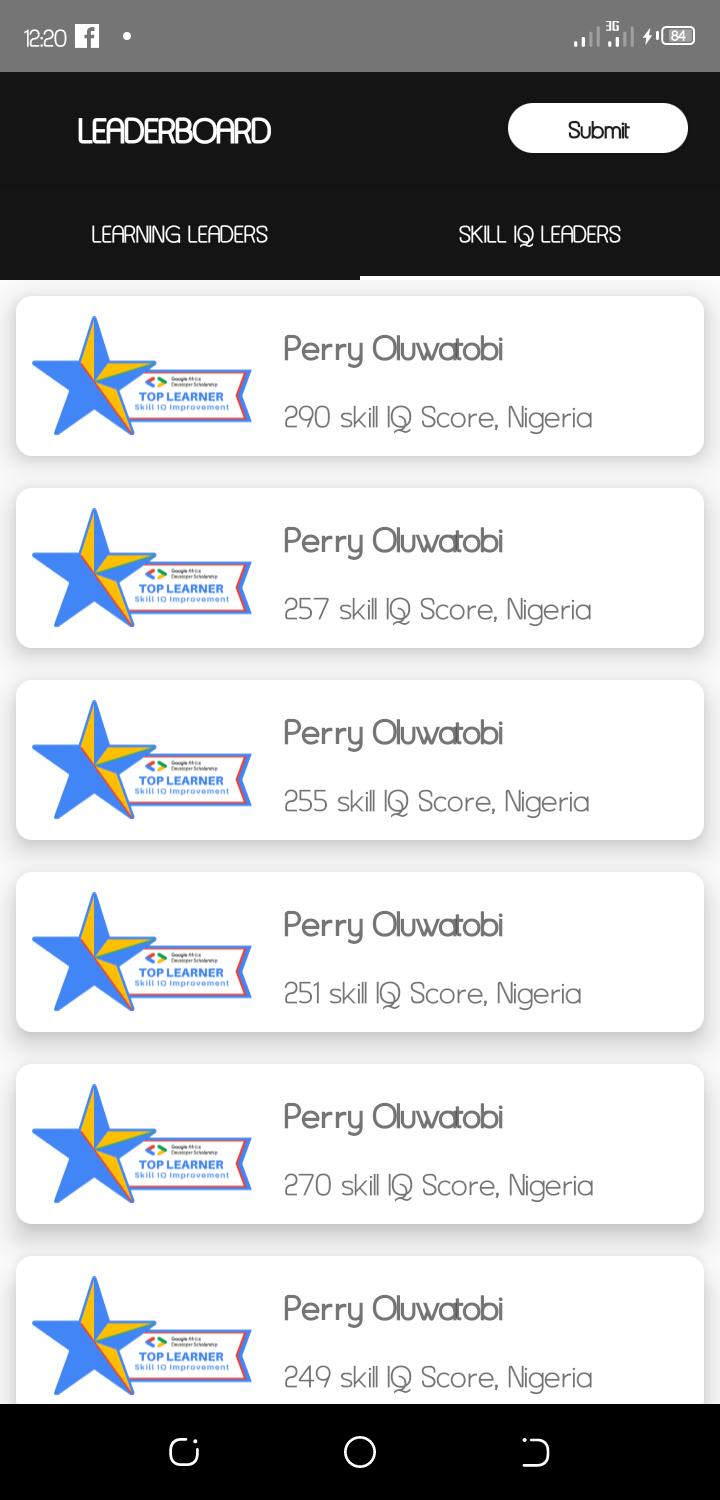 12:20
3G
84
LEADERBOARD
Submit
LEARNING LEADERS
SKILL IQ LEADERS
Google Africa
Developer Scholarship
TOP LEARNER
Skill IQ Improvement
Perry Oluwatobi
290 skill IQ Score, Nigeria
Google Africa
Developer Scholarship
TOP LEARNER
Skill IQ Improvement
Perry Oluwatobi
257 skill IQ Score, Nigeria
Google Africa
Developer Scholarship
TOP LEARNER
Skill IQ Improvement
Perry Oluwatobi
255 skill IQ Score, Nigeria
Google Africa
Developer Scholarship
TOP LEARNER
Skill IQ Improvement
Perry Oluwatobi
251 skill IQ Score, Nigeria
Google Africa
Developer Scholarship
TOP LEARNER
Skill IQ Improvement
Perry Oluwatobi
270 skill IQ Score, Nigeria
Google Africa
Developer Scholarship
TOP LEARNER
Skill IQ Improvement
Perry Oluwatobi
249 skill IQ Score, Nigeria